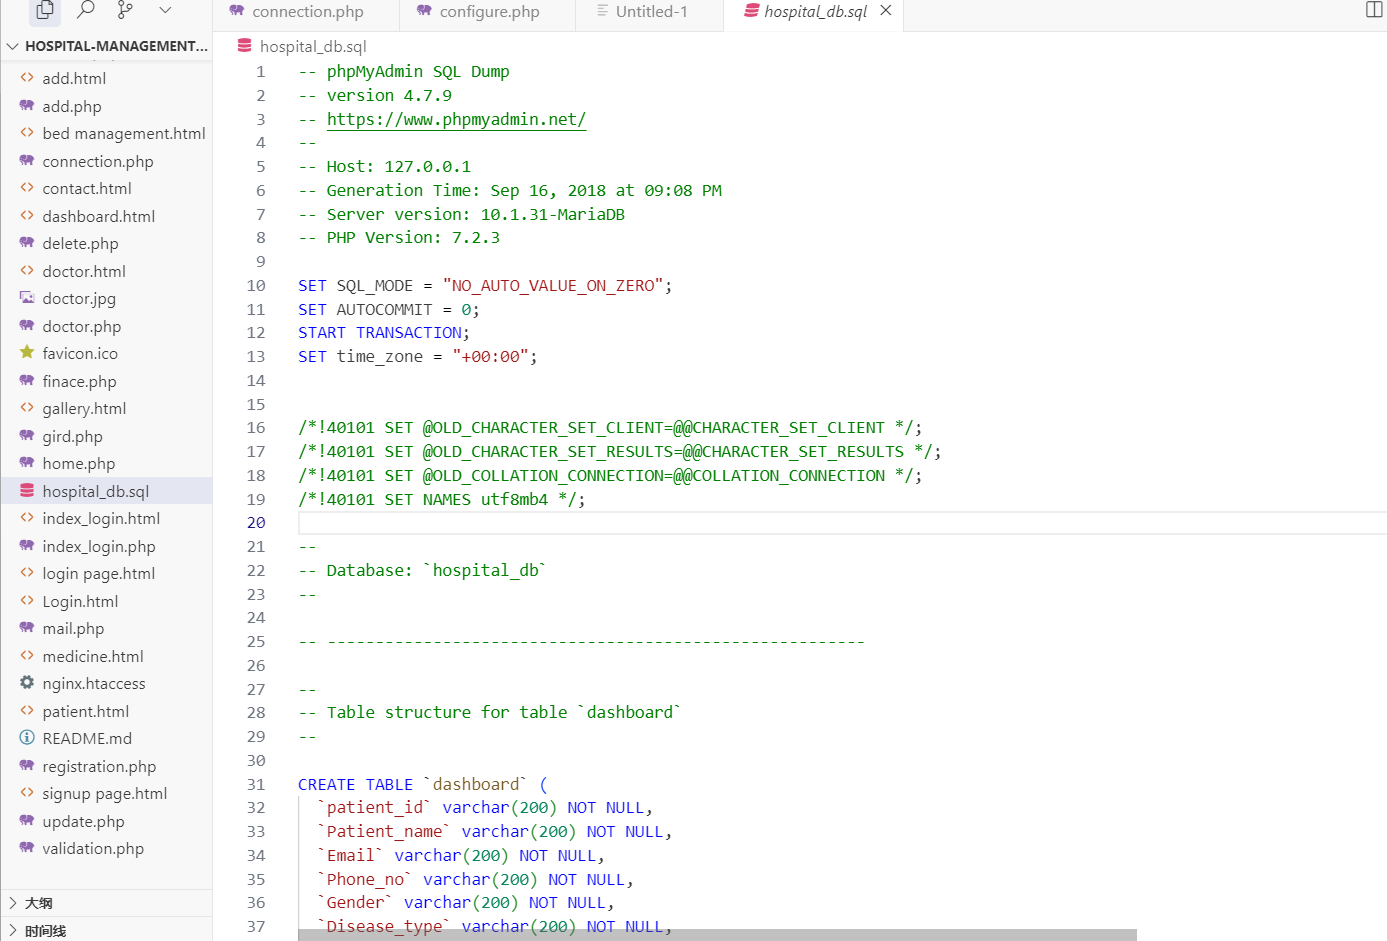 connection.php
configure.php
Untitled-1
hospital_db.sql
HOSPITAL-MANAGEMENT...
add.html
add.php
bed management.html
connection.php
contact.html
dashboard.html
delete.php
doctor.html
doctor.jpg
doctor.php
favicon.ico
finace.php
gallery.html
gird.php
home.php
hospital_db.sql
index_login.html
index_login.php
login page.html
Login.html
mail.php
medicine.html
nginx.htaccess
patient.html
README.md
registration.php
signup page.html
update.php
validation.php
大纲
时间线
hospital_db.sql
1 -- phpMyAdmin SQL Dump
2 -- version 4.7.9
3 -- https://www.phpmyadmin.net/
4 --
5 -- Host: 127.0.0.1
6 -- Generation Time: Sep 16, 2018 at 09:08 PM
7 -- Server version: 10.1.31-MariaDB
8 -- PHP Version: 7.2.3
9
10 SET SQL_MODE = "NO_AUTO_VALUE_ON_ZERO";
11 SET AUTOCOMMIT = 0;
12 START TRANSACTION;
13 SET time_zone = "+00:00";
14
15
16 /*!40101 SET @OLD_CHARACTER_SET_CLIENT=@@CHARACTER_SET_CLIENT */;
17 /*!40101 SET @OLD_CHARACTER_SET_RESULTS=@@CHARACTER_SET_RESULTS */;
18 /*!40101 SET @OLD_COLLATION_CONNECTION=@@COLLATION_CONNECTION */;
19 /*!40101 SET NAMES utf8mb4 */;
20
21 --
22 -- Database: `hospital_db`
23 --
24
25 -- --------------------------------------------------------
26
27 --
28 -- Table structure for table `dashboard`
29 --
30
31 CREATE TABLE `dashboard` (
32 `patient_id` varchar(200) NOT NULL,
33 `Patient_name` varchar(200) NOT NULL,
34 `Email` varchar(200) NOT NULL,
35 `Phone_no` varchar(200) NOT NULL,
36 `Gender` varchar(200) NOT NULL,
37 `Disease_type` varchar(200) NOT NULL,